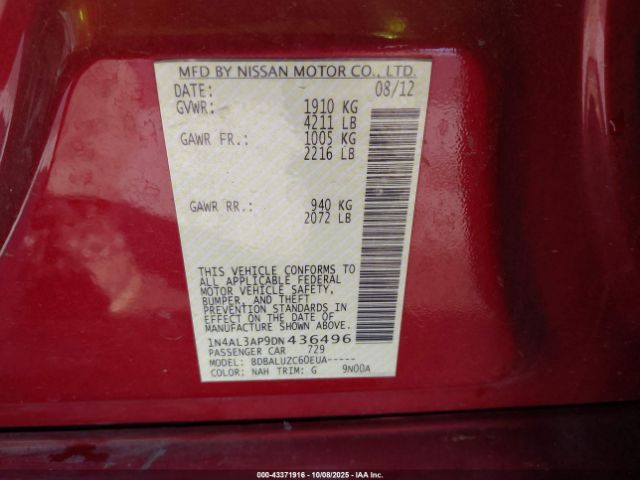 MFD BY NISSAN MOTOR CO., LTD.
DATE: 08/12
GVWR: 1910 KG
4211 LB
GAWR FR.: 1005 KG
2216 LB
GAWR RR.: 940 KG
2072 LB
THIS VEHICLE CONFORMS TO
ALL APPLICABLE FEDERAL
MOTOR VEHICLE SAFETY,
BUMPER, AND THEFT
PREVENTION STANDARDS IN
EFFECT ON THE DATE OF
MANUFACTURE SHOWN ABOVE.
1N4AL3AP9DN436496
PASSENGER CAR 729
MODEL: BDBALUZC60EUA-----
COLOR: NAH TRIM: G 9N00A
000-43371916 - 10/08/2025 - Copyright © IAA, LLC